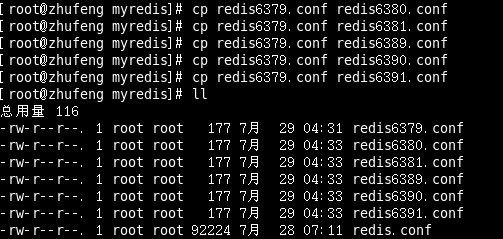 [root@zhufeng myredis]# cp redis6379.conf redis6380.conf
[root@zhufeng myredis]# cp redis6379.conf redis6381.conf
[root@zhufeng myredis]# cp redis6379.conf redis6389.conf
[root@zhufeng myredis]# cp redis6379.conf redis6390.conf
[root@zhufeng myredis]# cp redis6379.conf redis6391.conf
[root@zhufeng myredis]# ll
总用量 116
-rw-r--r--. 1 root root   177 7月  29 04:31 redis6379.conf
-rw-r--r--. 1 root root   177 7月  29 04:33 redis6380.conf
-rw-r--r--. 1 root root   177 7月  29 04:33 redis6381.conf
-rw-r--r--. 1 root root   177 7月  29 04:33 redis6389.conf
-rw-r--r--. 1 root root   177 7月  29 04:33 redis6390.conf
-rw-r--r--. 1 root root   177 7月  29 04:33 redis6391.conf
-rw-r--r--. 1 root root 92224 7月  28 07:11 redis.conf